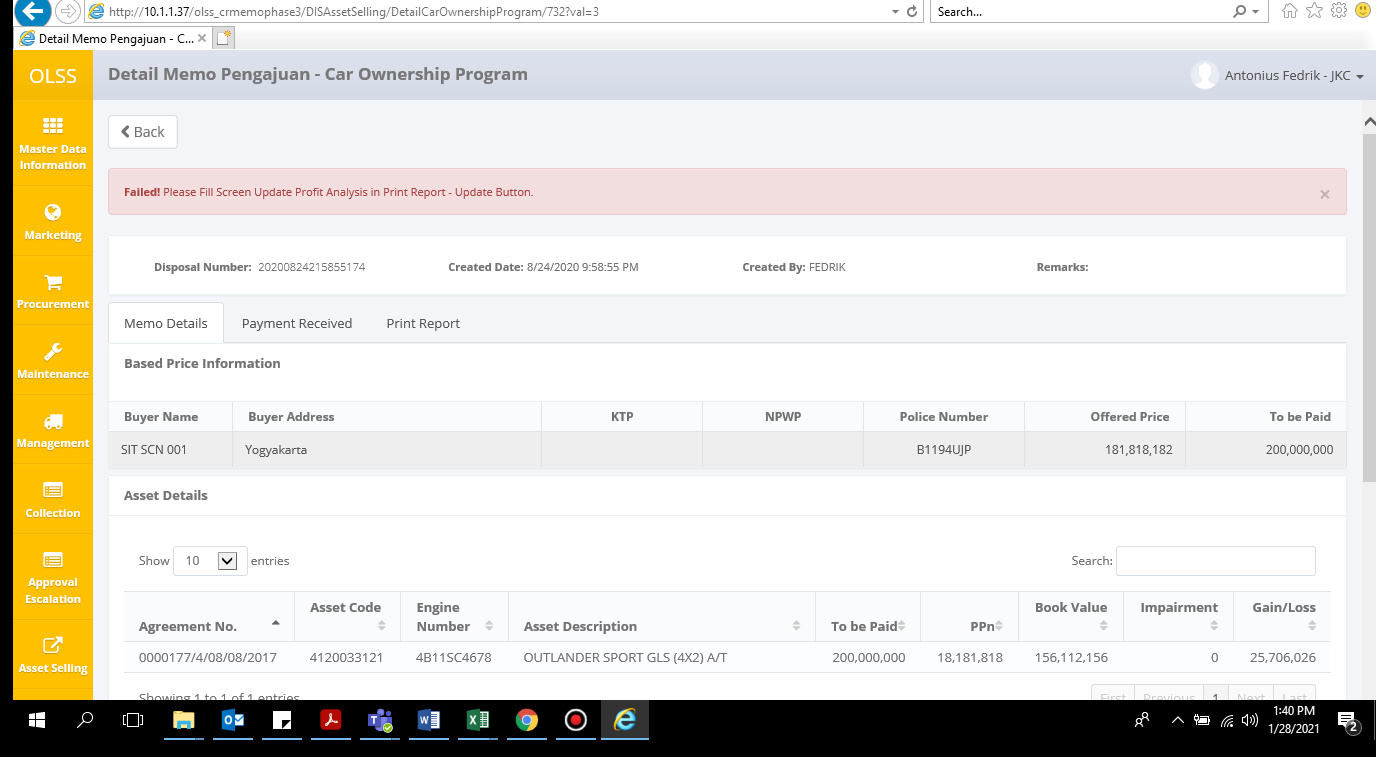 http://10.1.1.37/olss_crmemophase3/DISAssetSelling/DetailCarOwnershipProgram/732?val=3
Search...
Detail Memo Pengajuan - C...
OLSS
Detail Memo Pengajuan - Car Ownership Program
Antonius Fedrik - JKC
Master Data
Information
Marketing
Procurement
Maintenance
Management
Collection
Approval
Escalation
Asset Selling
Back
Failed! Please Fill Screen Update Profit Analysis in Print Report - Update Button.
Disposal Number: 20200824215855174 Created Date: 8/24/2020 9:58:55 PM Created By: FEDRIK Remarks:
Memo Details Payment Received Print Report
Based Price Information
Buyer Name Buyer Address KTP NPWP Police Number Offered Price To be Paid
SIT SCN 001 Yogyakarta B1194UJP 181,818,182 200,000,000
Asset Details
Show 10 entries Search:
Agreement No. Asset Code Engine Number Asset Description To be Paid PPn Book Value Impairment Gain/Loss
0000177/4/08/08/2017 4120033121 4B11SC4678 OUTLANDER SPORT GLS (4X2) A/T 200,000,000 18,181,818 156,112,156 0 25,706,026
Showing 1 to 1 of 1 entries First Previous 1 Next Last
1:40 PM
1/28/2021
2